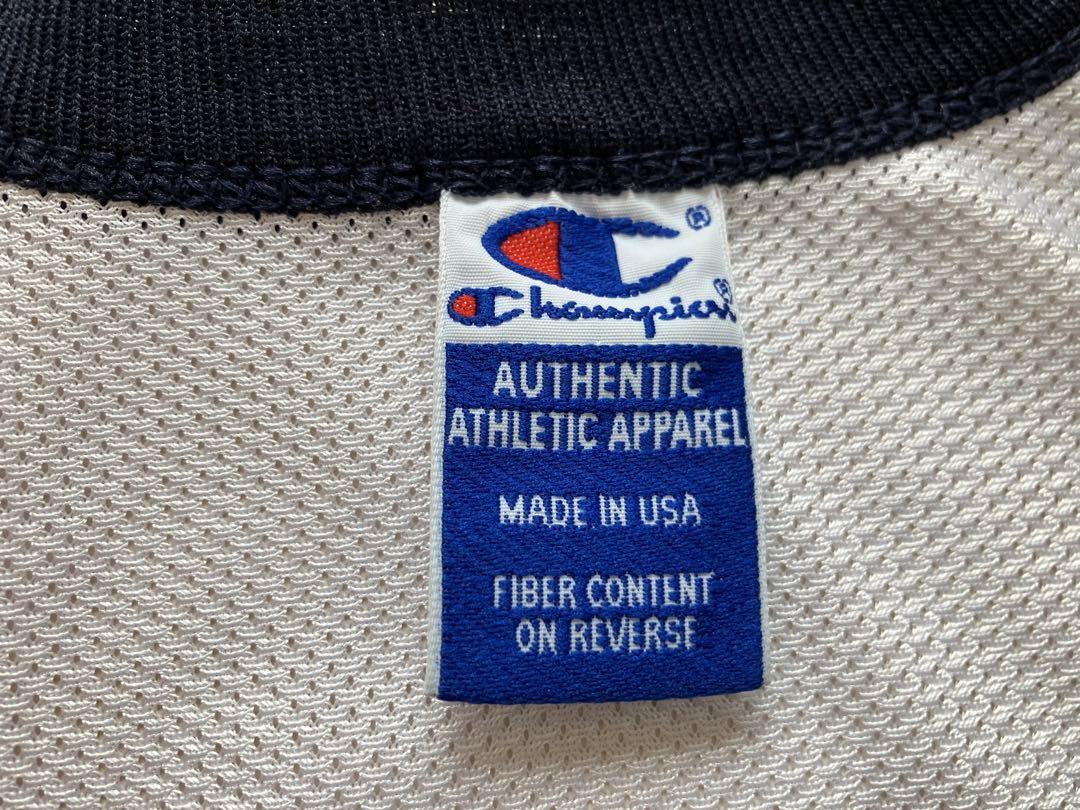 ®
Champion®
AUTHENTIC
ATHLETIC APPAREL
MADE IN USA
FIBER CONTENT
ON REVERSE